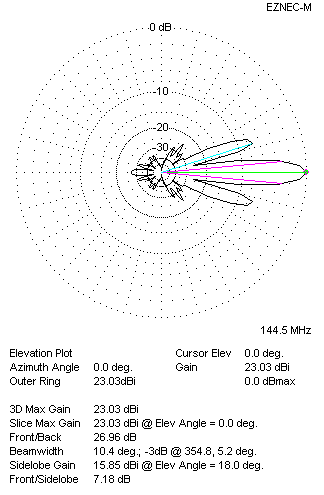 EZNEC-M
0 dB
-10
-20
-30
144.5 MHz
Elevation Plot Cursor Elev 0.0 deg.
Azimuth Angle 0.0 deg. Gain 23.03 dBi
Outer Ring 23.03dBi 0.0 dBmax
3D Max Gain 23.03 dBi
Slice Max Gain 23.03 dBi @ Elev Angle = 0.0 deg.
Front/Back 26.96 dB
Beamwidth 10.4 deg.; -3dB @ 354.8, 5.2 deg.
Sidelobe Gain 15.85 dBi @ Elev Angle = 18.0 deg.
Front/Sidelobe 7.18 dB